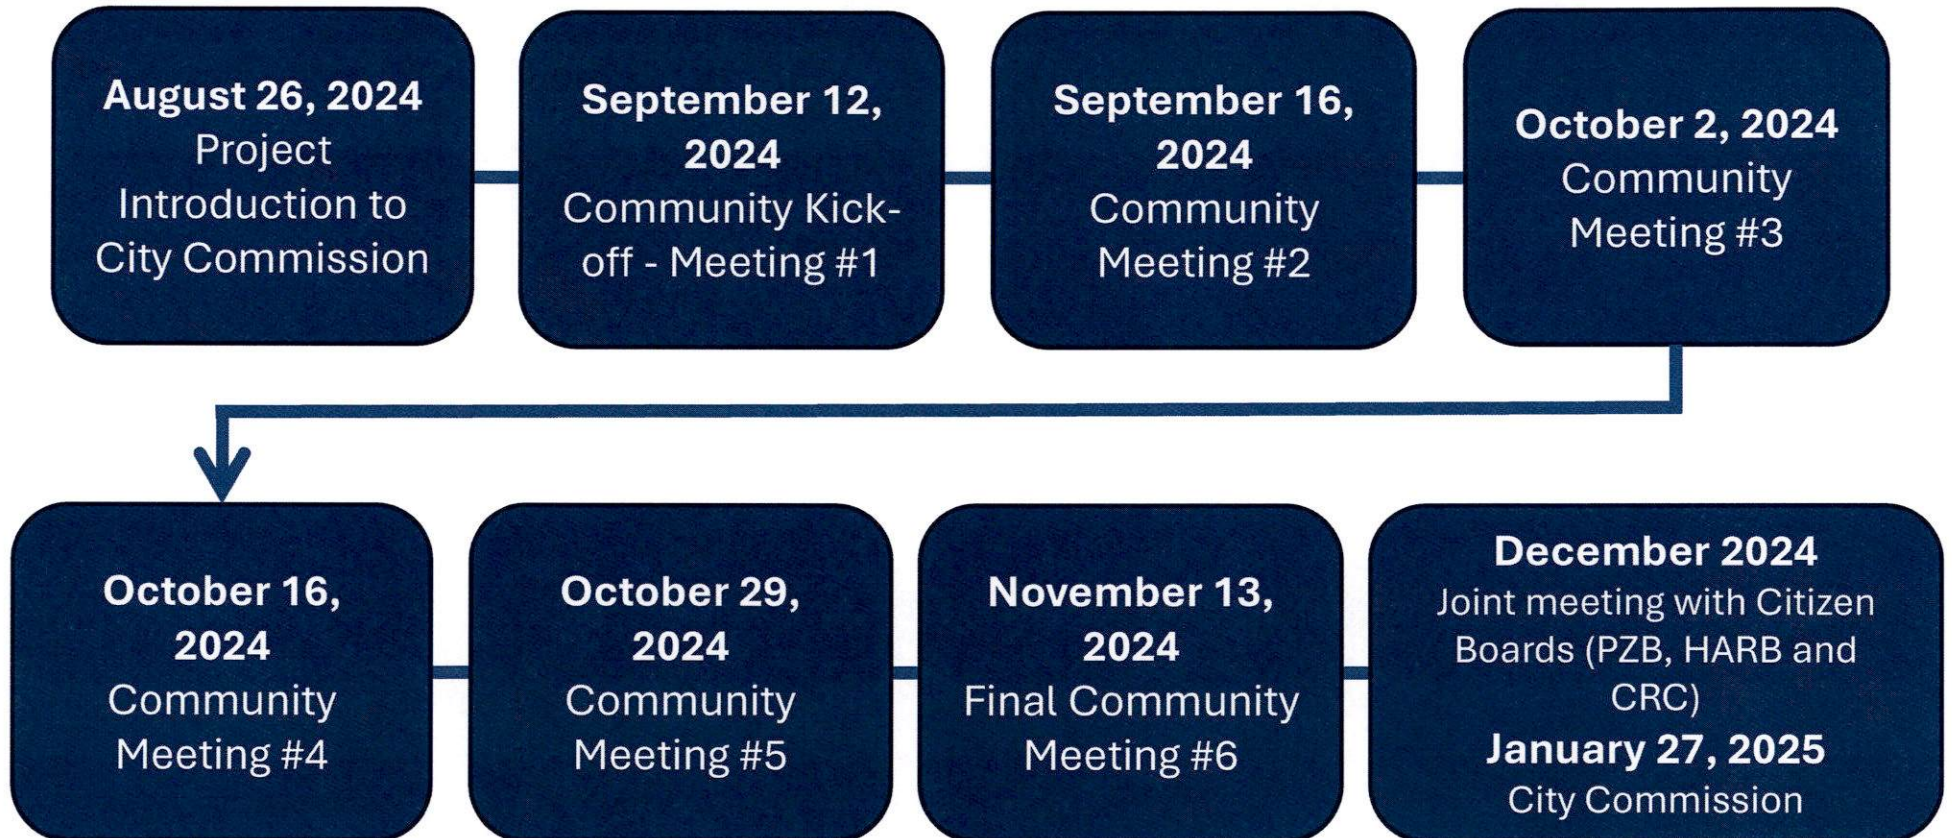 August 26, 2024
Project
Introduction to
City Commission
September 12,
2024
Community Kick-
off - Meeting #1
September 16,
2024
Community
Meeting #2
October 2, 2024
Community
Meeting #3
October 16,
2024
Community
Meeting #4
October 29,
2024
Community
Meeting #5
November 13,
2024
Final Community
Meeting #6
December 2024
Joint meeting with Citizen
Boards (PZB, HARB and
CRC)
January 27, 2025
City Commission